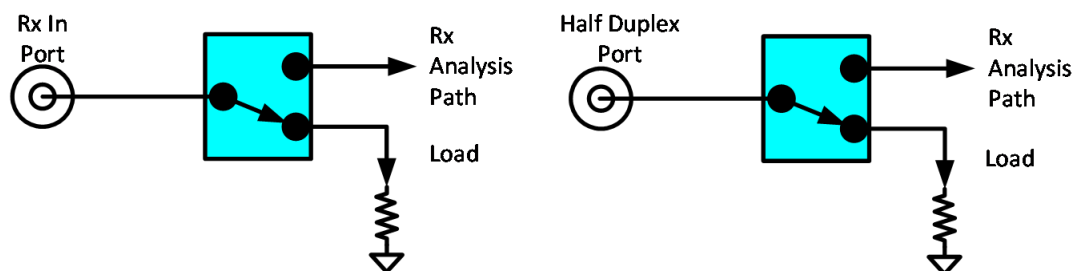 Rx In
Port
Rx
Analysis
Path
Load
Half Duplex
Port
Rx
Analysis
Path
Load